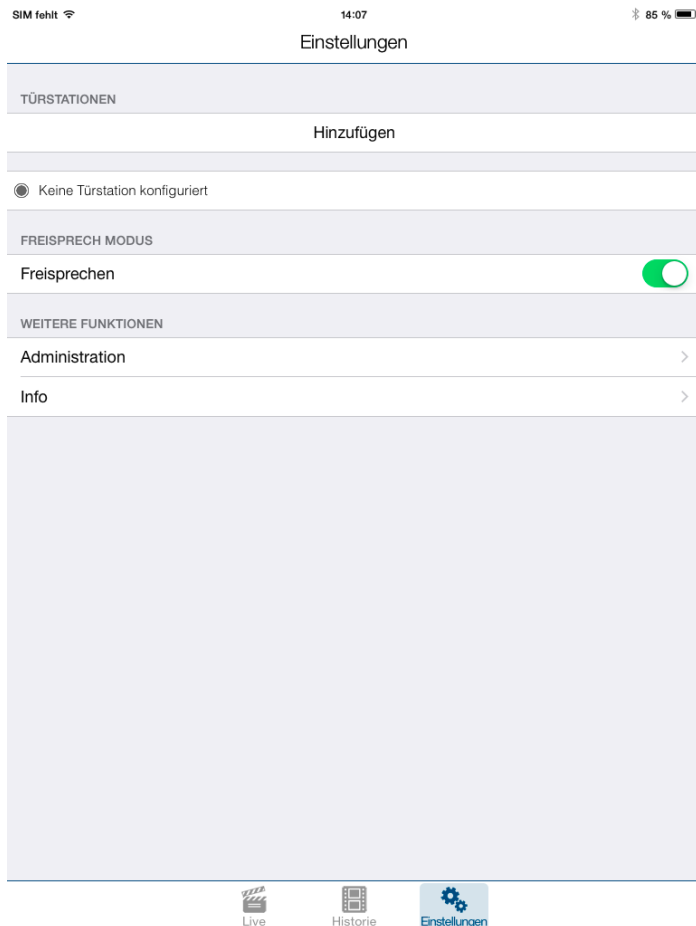 SIM fehlt 14:07 85 %
Einstellungen
TÜRSTATIONEN
Hinzufügen
Keine Türstation konfiguriert
FREISPRECH MODUS
Freisprechen
WEITERE FUNKTIONEN
Administration
Info
Live Historie Einstellungen